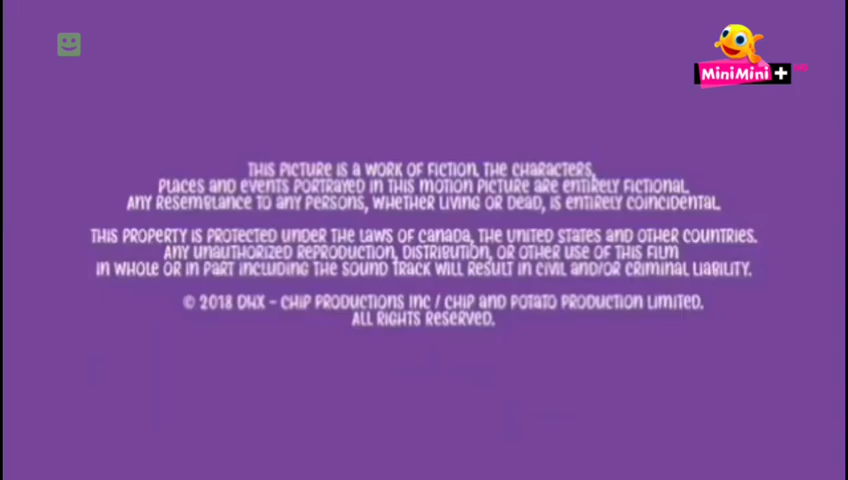 MiniMini+
THIS PICTURE IS A WORK OF FICTION. THE CHARACTERS,
PLACES AND EVENTS PORTRAYED IN THIS MOTION PICTURE ARE ENTIRELY FICTIONAL.
ANY RESEMBLANCE TO ANY PERSONS, WHETHER LIVING OR DEAD, IS ENTIRELY COINCIDENTAL.
THIS PROPERTY IS PROTECTED UNDER THE LAWS OF CANADA, THE UNITED STATES AND OTHER COUNTRIES.
ANY UNAUTHORIZED REPRODUCTION, DISTRIBUTION, OR OTHER USE OF THIS FILM
IN WHOLE OR IN PART INCLUDING THE SOUND TRACK WILL RESULT IN CIVIL AND/OR CRIMINAL LIABILITY.
© 2018 DHX - CHIP PRODUCTIONS INC / CHIP AND POTATO PRODUCTION LIMITED.
ALL RIGHTS RESERVED.